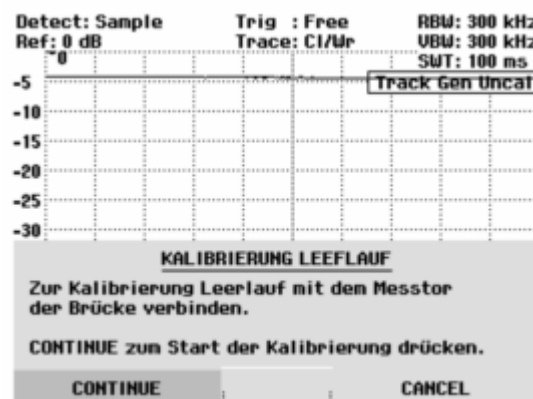 Detect: Sample Trig : Free RBW: 300 kHz
Ref: 0 dB Trace: Cl/Wr VBW: 300 kHz
0 SWT: 100 ms
-5 Track Gen Uncal
-10
-15
-20
-25
-30
KALIBRIERUNG LEEFLAUF
Zur Kalibrierung Leerlauf mit dem Messtor
der Brücke verbinden.
CONTINUE zum Start der Kalibrierung drücken.
CONTINUE CANCEL